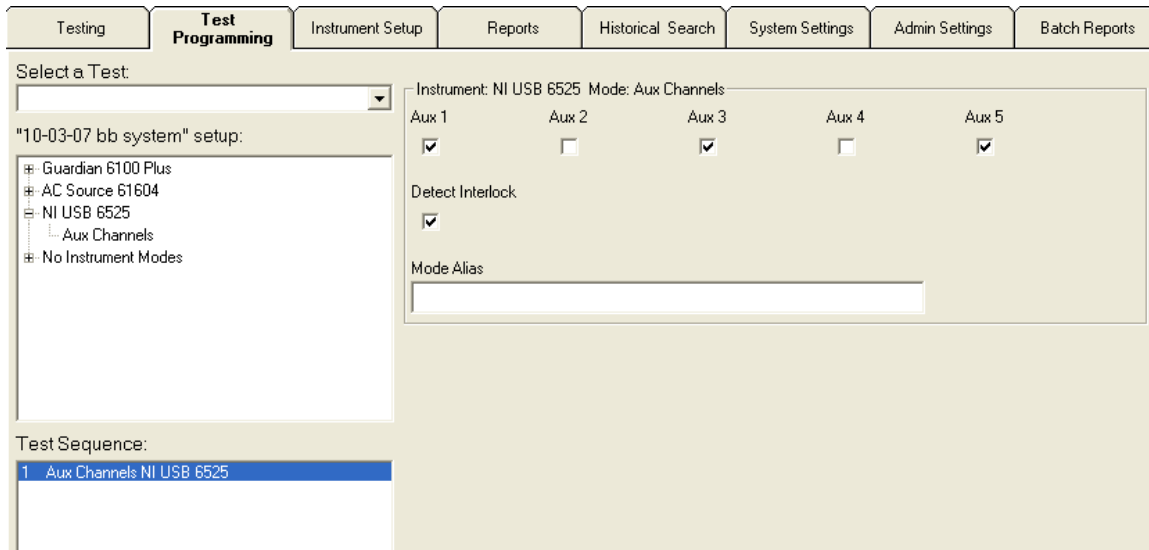 Testing
Test Programming
Instrument Setup
Reports
Historical Search
System Settings
Admin Settings
Batch Reports
Select a Test:
"10-03-07 bb system" setup:
Guardian 6100 Plus
AC Source 61604
NI USB 6525
Aux Channels
No Instrument Modes
Test Sequence:
1 Aux Channels NI USB 6525
Instrument: NI USB 6525 Mode: Aux Channels
Aux 1 Aux 2 Aux 3 Aux 4 Aux 5
Detect Interlock
Mode Alias